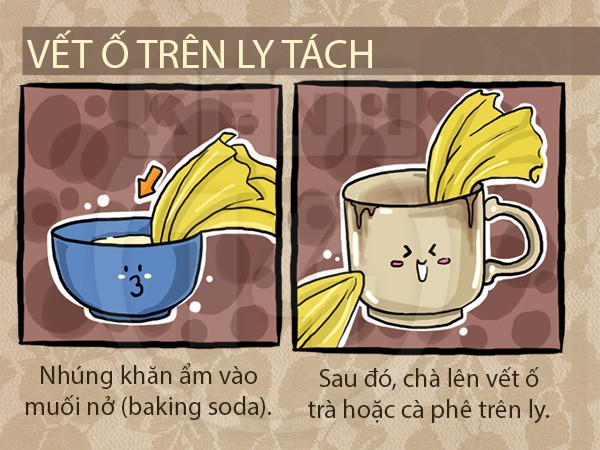 VẾT Ố TRÊN LY TÁCH
KÊNH
Nhúng khăn ẩm vào
muối nở (baking soda).
Sau đó, chà lên vết ố
trà hoặc cà phê trên ly.